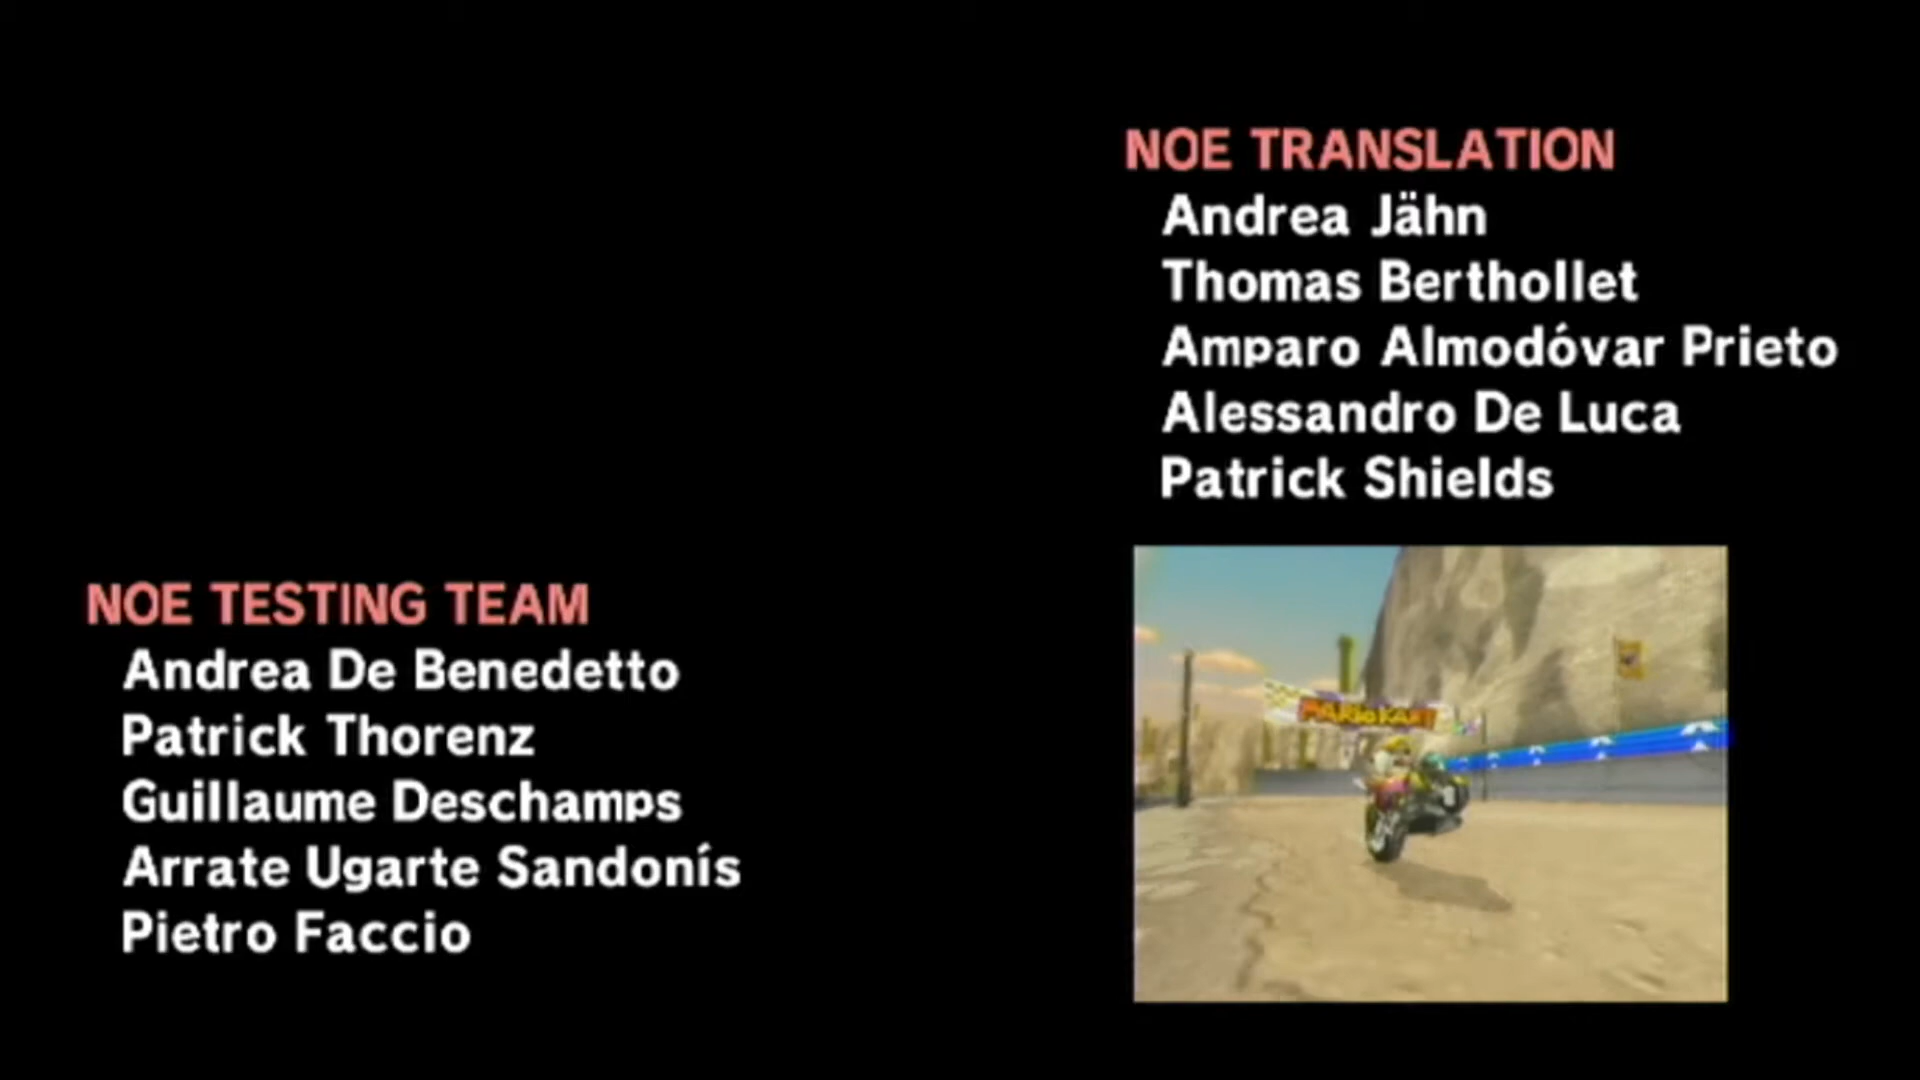 NOE TRANSLATION
Andrea Jähn
Thomas Berthollet
Amparo Almodóvar Prieto
Alessandro De Luca
Patrick Shields
NOE TESTING TEAM
Andrea De Benedetto
Patrick Thorenz
Guillaume Deschamps
Arrate Ugarte Sandonís
Pietro Faccio
MARIOKART